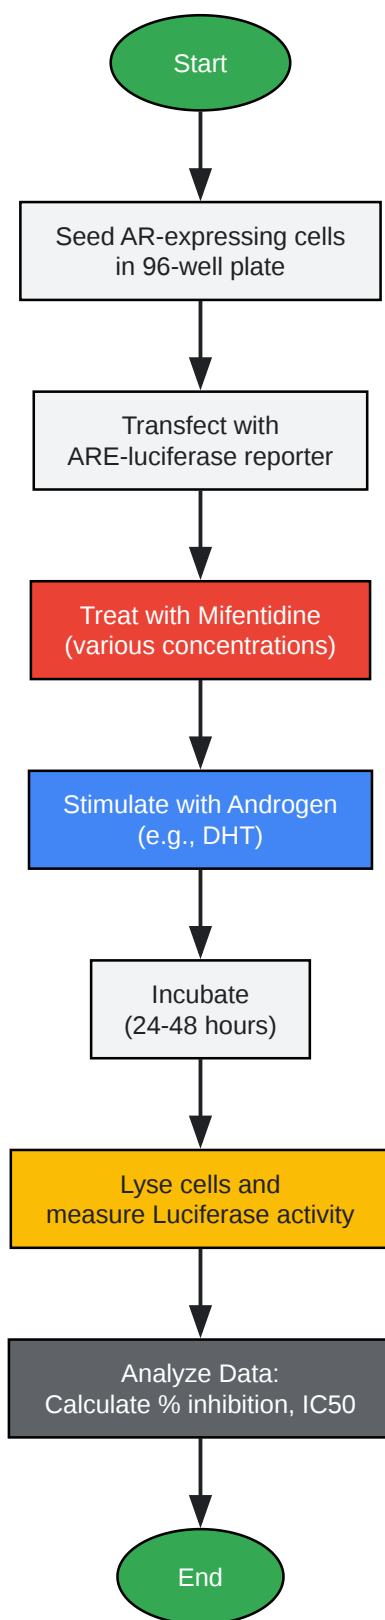 Start
Seed AR-expressing cells
in 96-well plate
Transfect with
ARE-luciferase reporter
Treat with Mifentidine
(various concentrations)
Stimulate with Androgen
(e.g., DHT)
Incubate
(24-48 hours)
Lyse cells and
measure Luciferase activity
Analyze Data:
Calculate % inhibition, IC50
End